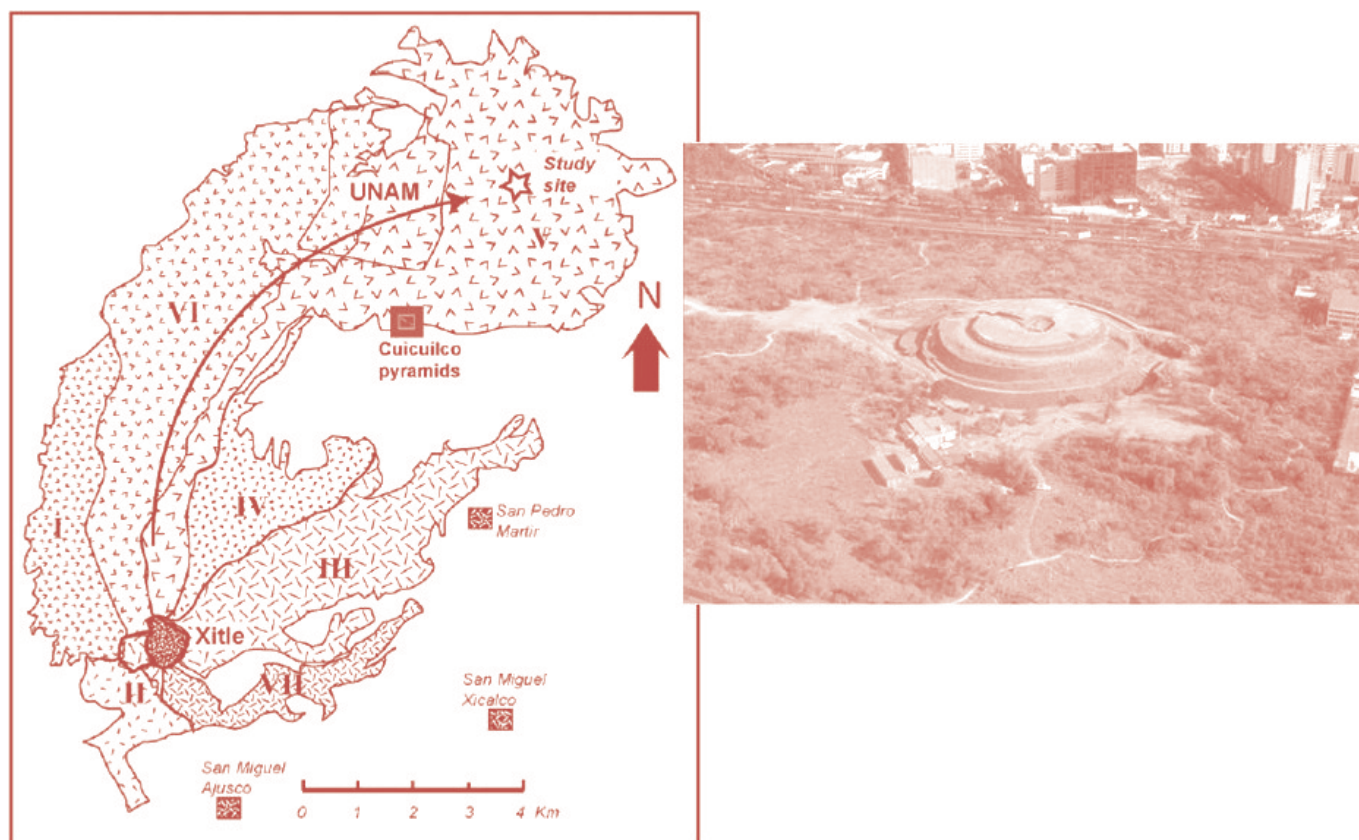 Study
site
UNAM
V
N
VI
Cuicuilco
pyramids
I
IV
San Pedro
Martir
III
Xitle
II
VII
San Miguel
Xicalco
San Miguel
Ajusco
0 1 2 3 4 Km